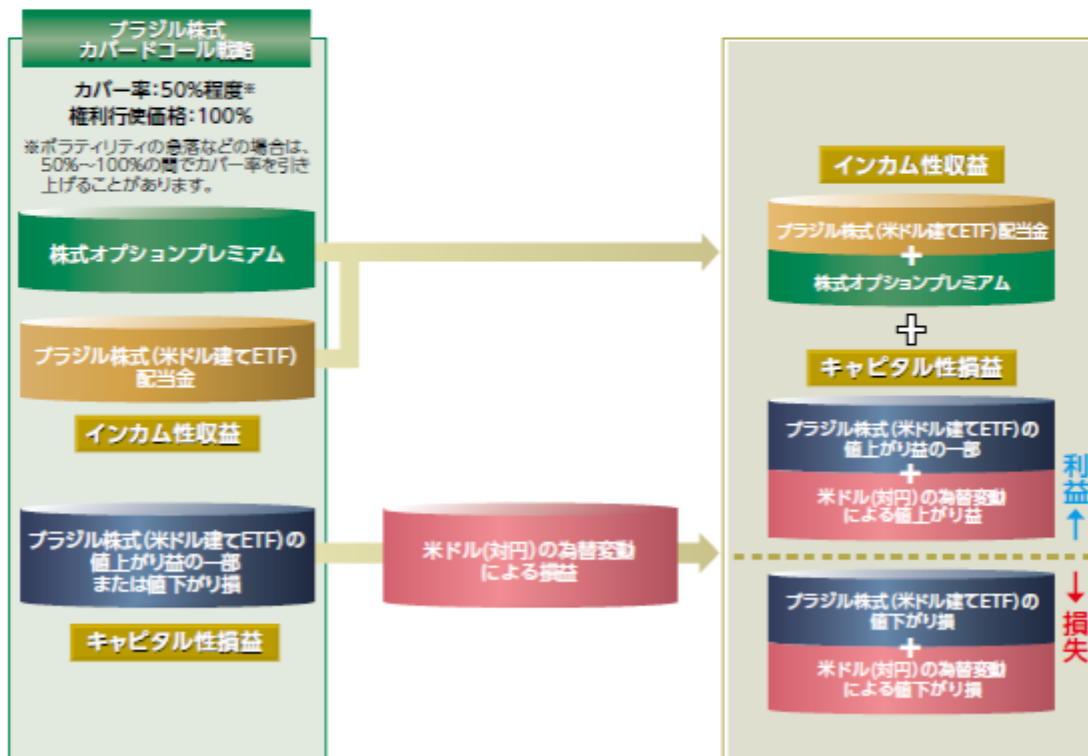 ブラジル株式
カバードコール戦略
カバー率:50%程度※
権利行使価格:100%
※ボラティリティの急落などの場合は、
50%~100%の間でカバー率を引き
上げることがあります。
株式オプションプレミアム
ブラジル株式(米ドル建てETF)
配当金
インカム性収益
ブラジル株式(米ドル建てETF)の
値上がり益の一部
または値下がり損
キャピタル性損益
米ドル(対円)の為替変動
による損益
インカム性収益
ブラジル株式(米ドル建てETF)配当金
+
株式オプションプレミアム
+
キャピタル性損益
ブラジル株式(米ドル建てETF)の
値上がり益の一部
+
米ドル(対円)の為替変動
による値上がり益
利益↑
↓損失
ブラジル株式(米ドル建てETF)の
値下がり損
+
米ドル(対円)の為替変動
による値下がり損